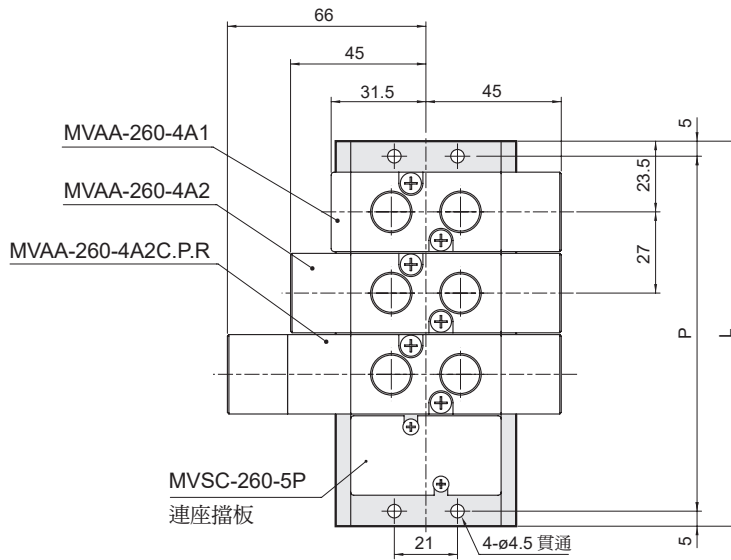 66
45
31.5
45
5
MVAA-260-4A1
23.5
MVAA-260-4A2
27
MVAA-260-4A2C.P.R
P
L
MVSC-260-5P
連座擋板
21
4-ø4.5 貫通
5